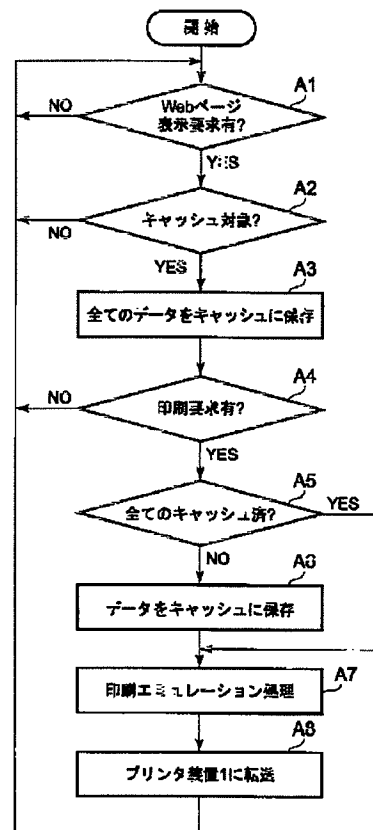 開始
A1
Webページ
表示要求有?
NO
YES
A2
キャッシュ対象?
NO
YES
A3
全てのデータをキャッシュに保存
A4
印刷要求有?
NO
YES
A5
全てのキャッシュ済?
YES
NO
A6
データをキャッシュに保存
印刷エミュレーション処理
A7
A8
プリンタ装置1に転送